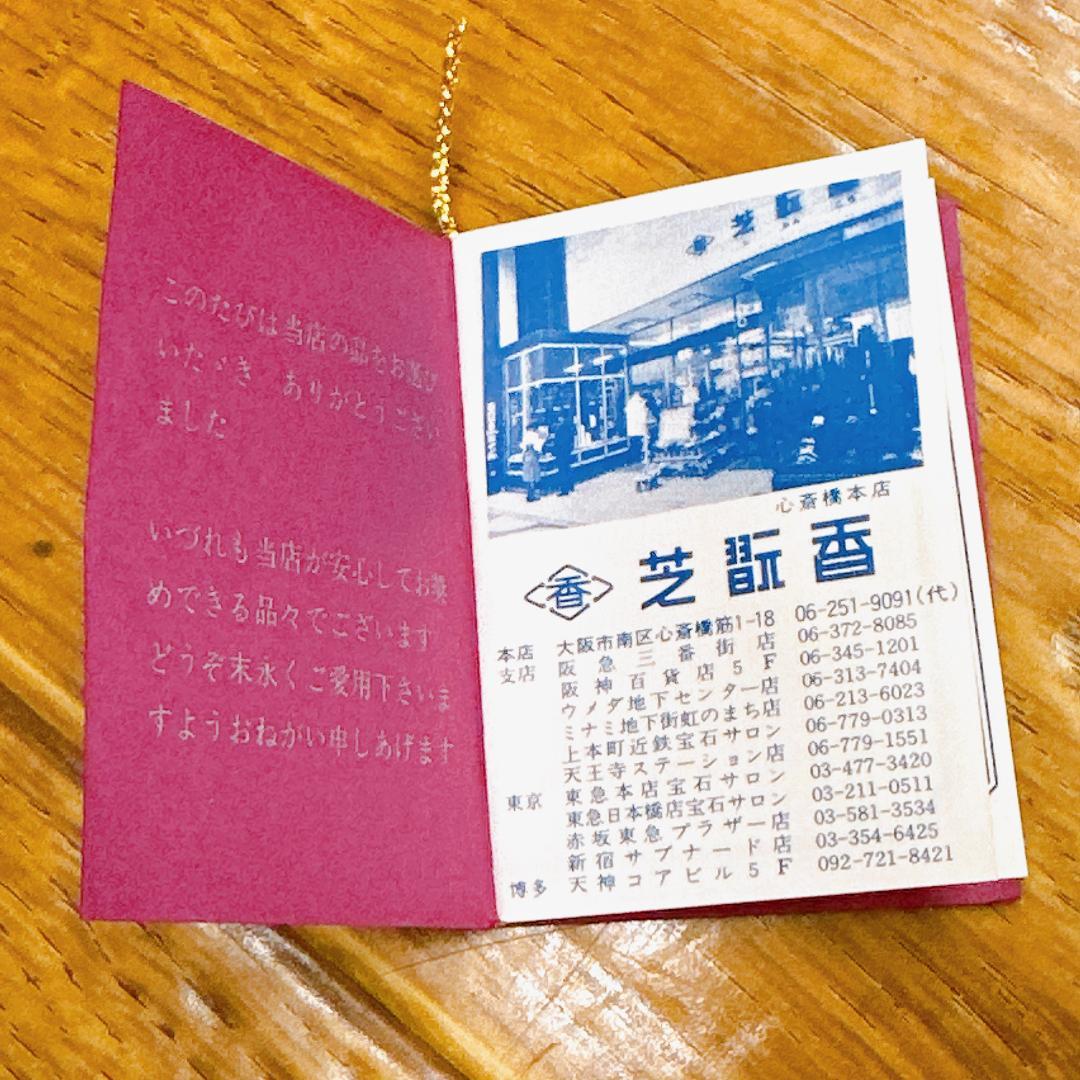 このたびは当店の品をお選び
いたゞき ありがとうござい
ました
いづれも当店が安心してお奨
めできる品々でございます
どうぞ末永くご愛用下さいま
すようおねがい申しあげます
心斎橋本店
香 芝翫香
本店 大阪市南区心斎橋筋1-18 06-251-9091(代)
支店 阪急三番街店 06-372-8085
阪神百貨店5F 06-345-1201
ウメダ地下センター店 06-313-7404
ミナミ地下街虹のまち店 06-213-6023
上本町近鉄宝石サロン 06-779-0313
天王寺ステーション店 06-779-1551
東京 東急本店宝石サロン 03-477-3420
東急日本橋店宝石サロン 03-211-0511
赤坂東急プラザー店 03-581-3534
新宿サブナード店 03-354-6425
博多 天神コアビル5F 092-721-8421